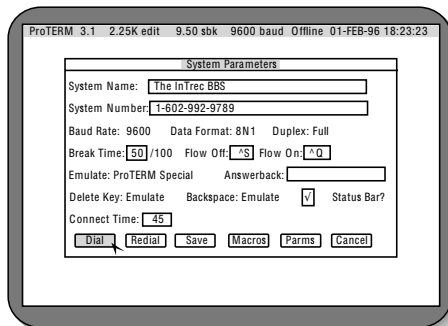 ProTERM 3.1 2.25K edit 9.50 sbk 9600 baud Offline 01-FEB-96 18:23:23
System Parameters
System Name: The InTrec BBS
System Number: 1-602-992-9789
Baud Rate: 9600 Data Format: 8N1 Duplex: Full
Break Time: 50 /100 Flow Off: ^S Flow On: ^Q
Emulate: ProTERM Special Answerback:
Delete Key: Emulate Backspace: Emulate √ Status Bar?
Connect Time: 45
Dial Redial Save Macros Parms Cancel